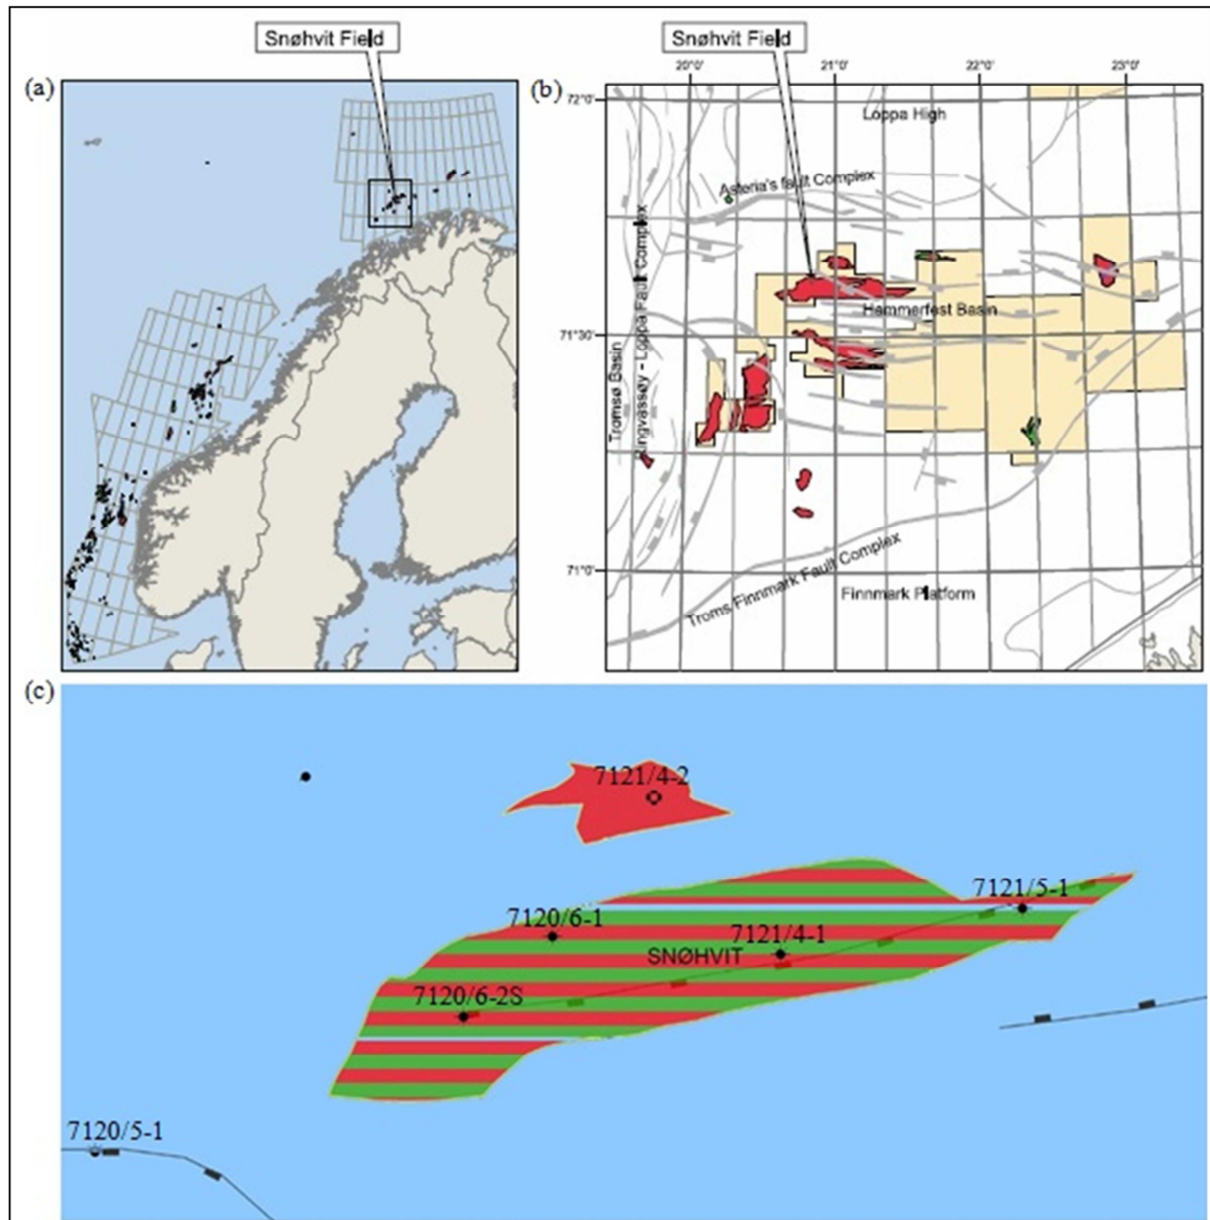 Snøhvit Field
Snøhvit Field
(a)
(b)
20°0'
21°0'
22°0'
23°0'
72°0'
Loppa High
Asteria's fault Complex
Ringvassøy - Loppa Fault Complex
Tromsø Basin
Hammerfest Basin
71°30'
71°0'
Troms Finnmark Fault Complex
Finnmark Platform
(c)
7121/4-2
7121/5-1
7120/6-1
7121/4-1
SNØHVIT
7120/6-2S
7120/5-1